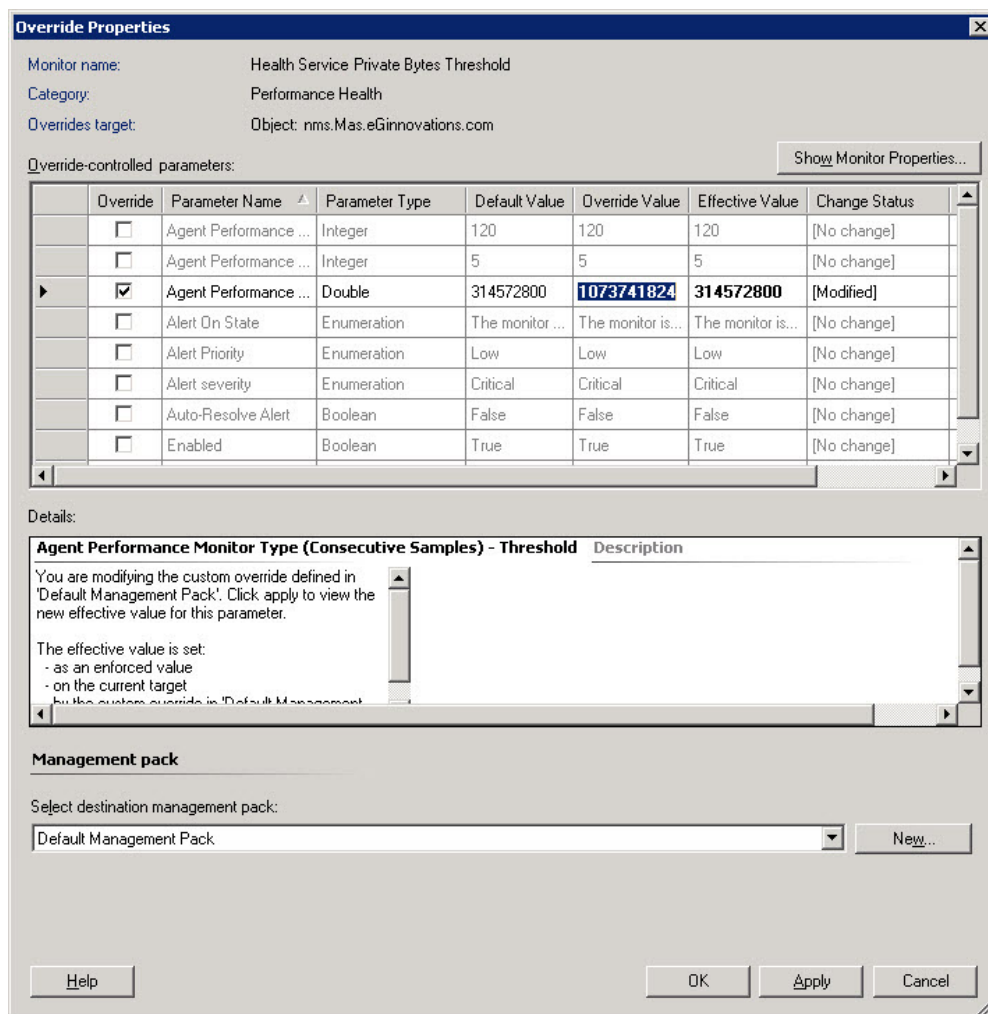 Override Properties
Monitor name: Health Service Private Bytes Threshold
Category: Performance Health
Overrides target: Object: nms.Mas.eGinnovations.com
Override-controlled parameters:
Show Monitor Properties...
Override Parameter Name Parameter Type Default Value Override Value Effective Value Change Status
Agent Performance ... Integer 120 120 120 [No change]
Agent Performance ... Integer 5 5 5 [No change]
Agent Performance ... Double 314572800 1073741824 314572800 [Modified]
Alert On State Enumeration The monitor ... The monitor is... The monitor is... [No change]
Alert Priority Enumeration Low Low Low [No change]
Alert severity Enumeration Critical Critical Critical [No change]
Auto-Resolve Alert Boolean False False False [No change]
Enabled Boolean True True True [No change]
Details:
Agent Performance Monitor Type (Consecutive Samples) - Threshold Description
You are modifying the custom override defined in
'Default Management Pack'. Click apply to view the
new effective value for this parameter.
The effective value is set:
- as an enforced value
- on the current target
- by the custom override in 'Default Management
Management pack
Select destination management pack:
Default Management Pack
New...
Help
OK
Apply
Cancel